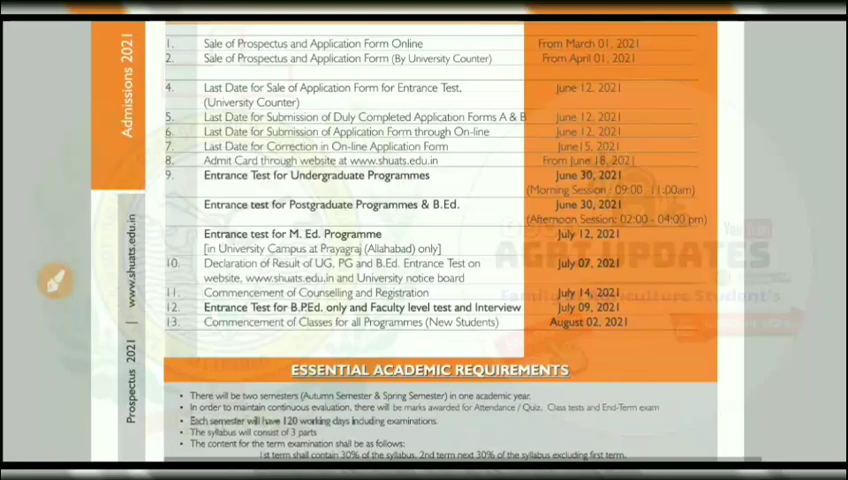 Admissions 2021
Prospectus 2021 | www.shuats.edu.in
1. Sale of Prospectus and Application Form Online From March 01, 2021
2. Sale of Prospectus and Application Form (By University Counter) From April 01, 2021
4. Last Date for Sale of Application Form for Entrance Test, June 12, 2021
(University Counter)
5. Last Date for Submission of Duly Completed Application Forms A & B June 12, 2021
6. Last Date for Submission of Application Form through On-line June 12, 2021
7. Last Date for Correction in On-line Application Form June15, 2021
8. Admit Card through website at www.shuats.edu.in From June 18, 2021
9. Entrance Test for Undergraduate Programmes June 30, 2021
(Morning Session / 09:00 -11:00am)
Entrance test for Postgraduate Programmes & B.Ed. June 30, 2021
(Afternoon Session: 02:00 - 04:00 pm)
Entrance test for M. Ed. Programme July 12, 2021
[in University Campus at Prayagraj (Allahabad) only]
10. Declaration of Result of UG, PG and B.Ed. Entrance Test on July 07, 2021
website, www.shuats.edu.in and University notice board
11. Commencement of Counselling and Registration July 14, 2021
12. Entrance Test for B.P.Ed. only and Faculty level test and Interview July 09, 2021
13. Commencement of Classes for all Programmes (New Students) August 02, 2021
AGRI UPDATES
You
Agriculture Student's
ESSENTIAL ACADEMIC REQUIREMENTS
• There will be two semesters (Autumn Semester & Spring Semester) in one academic year.
• In order to maintain continuous evaluation, there will be marks awarded for Attendance / Quiz, Class tests and End-Term exam
• Each semester will have 120 working days including examinations.
• The syllabus will consist of 3 parts
• The content for the term examination shall be as follows:
1st term shall contain 30% of the syllabus, 2nd term next 30% of the syllabus excluding first term,